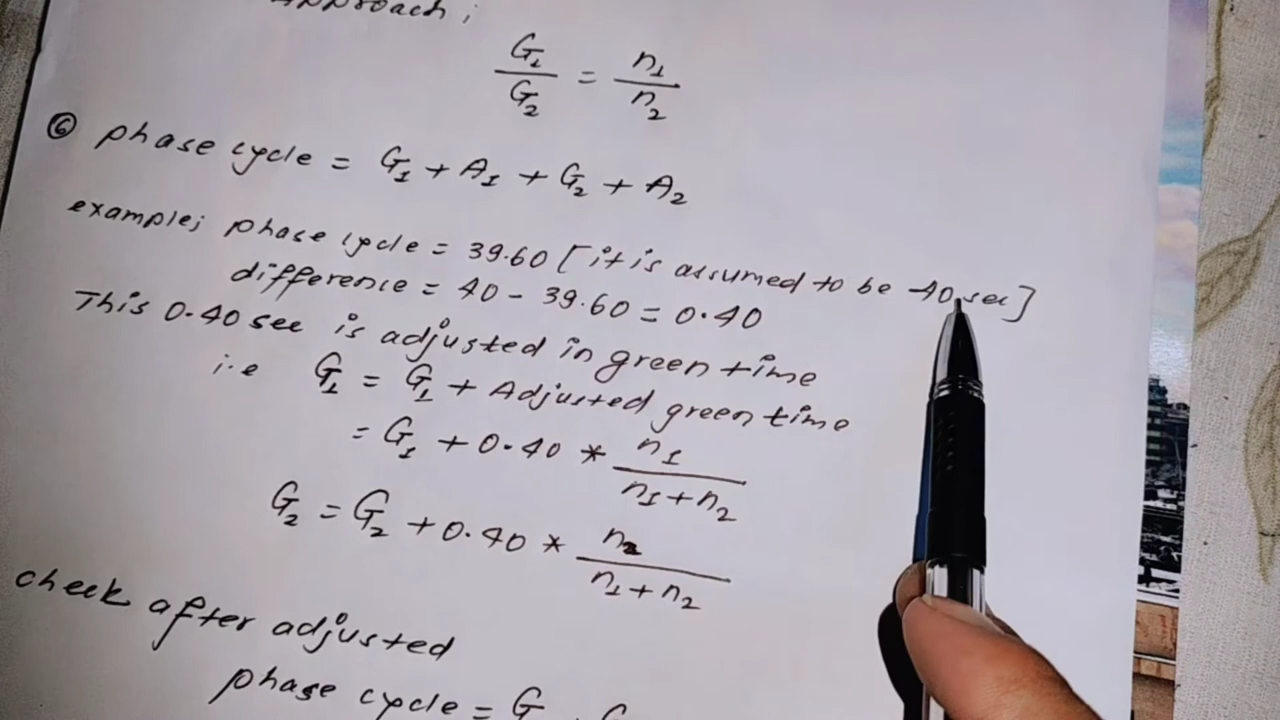 approach;
G₁/G₂ = n₁/n₂
⑥ phase cycle = G₁ + A₁ + G₂ + A₂
example; phase cycle = 39.60 [it is assumed to be 40 sec]
difference = 40 - 39.60 = 0.40
This 0.40 sec is adjusted in green time
i.e G₁ = G₁ + Adjusted green time
= G₁ + 0.40 * n₁/n₁+n₂
G₂ = G₂ + 0.40 * n₂/n₁+n₂
check after adjusted
phase cycle = G